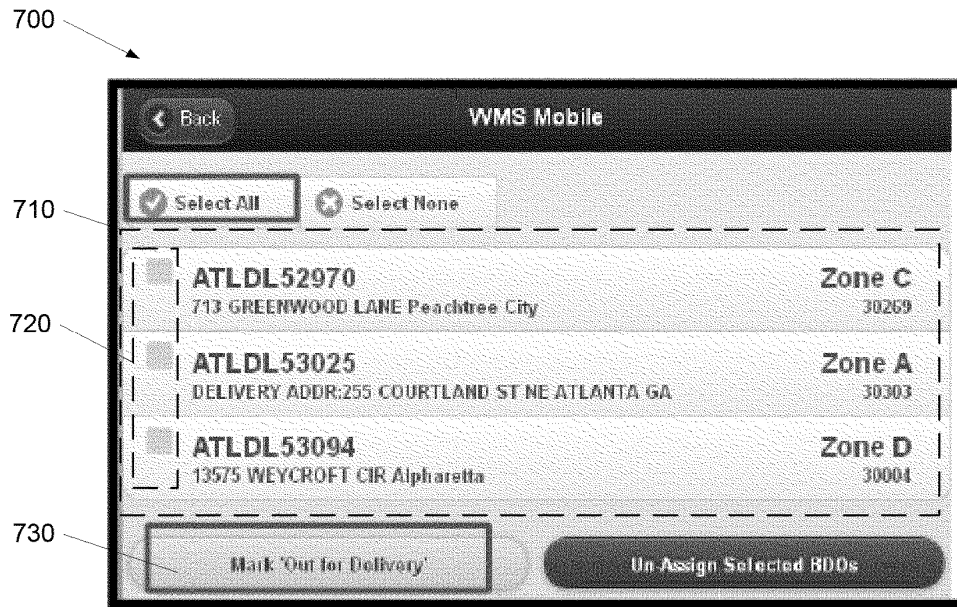 700
Back
WMS Mobile
Select All
Select None
710
ATLDL52970
Zone C
713 GREENWOOD LANE Peachtree City
30269
720
ATLDL53025
Zone A
DELIVERY ADDR:255 COURTLAND ST NE ATLANTA GA
30303
ATLDL53094
Zone D
13575 WEYCROFT CIR Alpharetta
30004
730
Mark 'Out for Delivery'
Un-Assign Selected BDOs